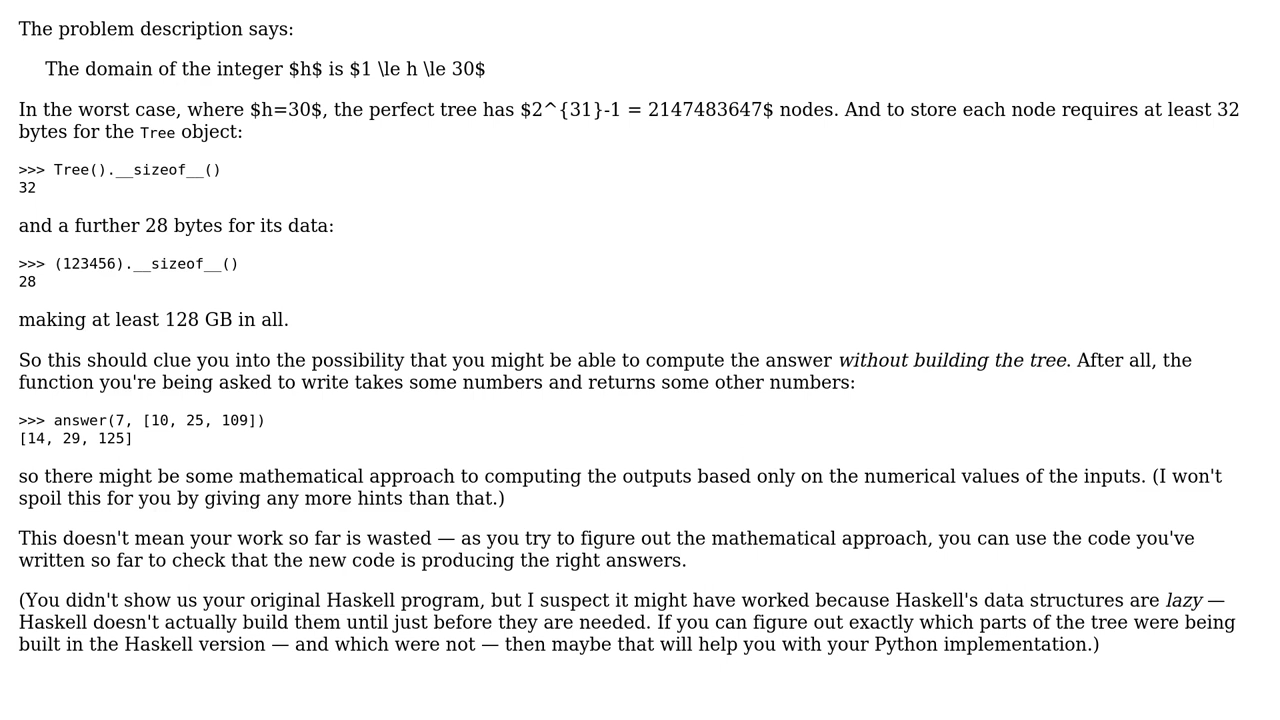 The problem description says:
The domain of the integer $h$ is $1 \le h \le 30$
In the worst case, where $h=30$, the perfect tree has $2^{31}-1 = 2147483647$ nodes. And to store each node requires at least 32
bytes for the Tree object:
>>> Tree().__sizeof__()
32
and a further 28 bytes for its data:
>>> (123456).__sizeof__()
28
making at least 128 GB in all.
So this should clue you into the possibility that you might be able to compute the answer without building the tree. After all, the
function you're being asked to write takes some numbers and returns some other numbers:
>>> answer(7, [10, 25, 109])
[14, 29, 125]
so there might be some mathematical approach to computing the outputs based only on the numerical values of the inputs. (I won't
spoil this for you by giving any more hints than that.)
This doesn't mean your work so far is wasted — as you try to figure out the mathematical approach, you can use the code you've
written so far to check that the new code is producing the right answers.
(You didn't show us your original Haskell program, but I suspect it might have worked because Haskell's data structures are lazy —
Haskell doesn't actually build them until just before they are needed. If you can figure out exactly which parts of the tree were being
built in the Haskell version — and which were not — then maybe that will help you with your Python implementation.)